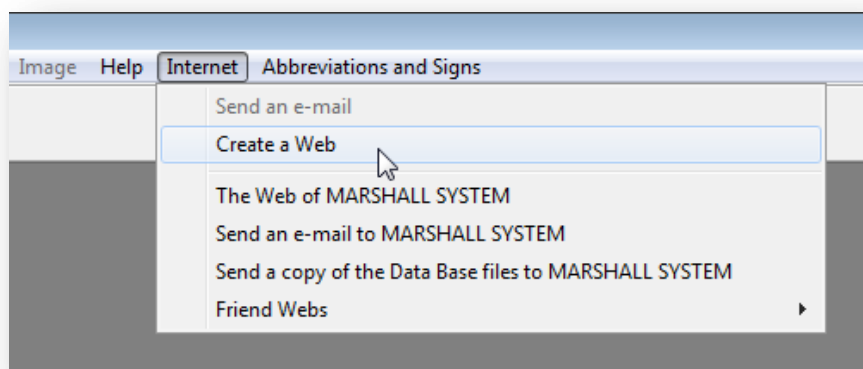 Image Help Internet Abbreviations and Signs
Send an e-mail
Create a Web
The Web of MARSHALL SYSTEM
Send an e-mail to MARSHALL SYSTEM
Send a copy of the Data Base files to MARSHALL SYSTEM
Friend Webs